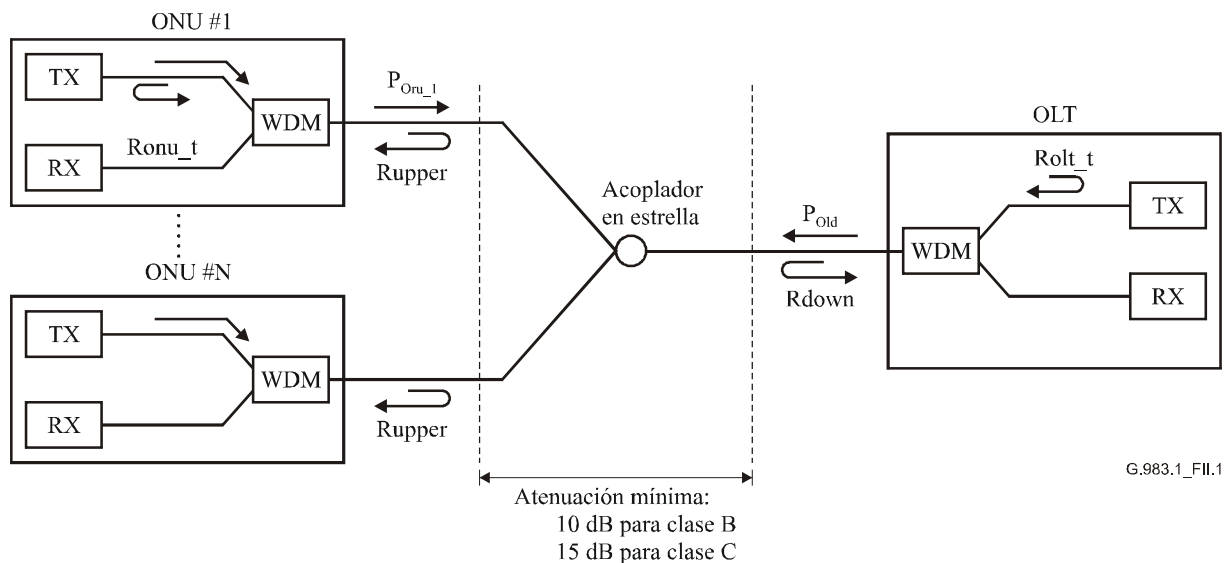 ONU #1
TX
RX
Ronu_t
WDM
P_Oru_1
Rupper
ONU #N
TX
RX
WDM
Rupper
Acoplador
en estrella
P_Old
Rdown
OLT
Rolt_t
WDM
TX
RX
Atenuación mínima:
10 dB para clase B
15 dB para clase C
G.983.1_FII.1